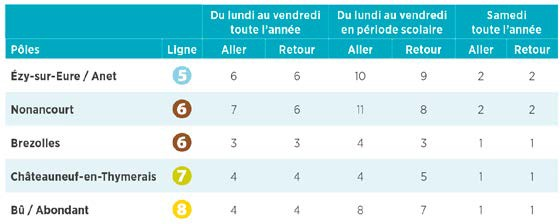 Du lundi au vendredi Du lundi au vendredi Samedi
toute l'année en période scolaire toute l'année
Pôles Ligne Aller Retour Aller Retour Aller Retour
Ézy-sur-Eure / Anet 5 6 6 10 9 2 2
Nonancourt 6 7 6 11 8 2 2
Brezolles 6 3 3 4 3 1 1
Châteauneuf-en-Thymerais 7 4 4 4 5 1 1
Bû / Abondant 8 4 4 8 7 1 1